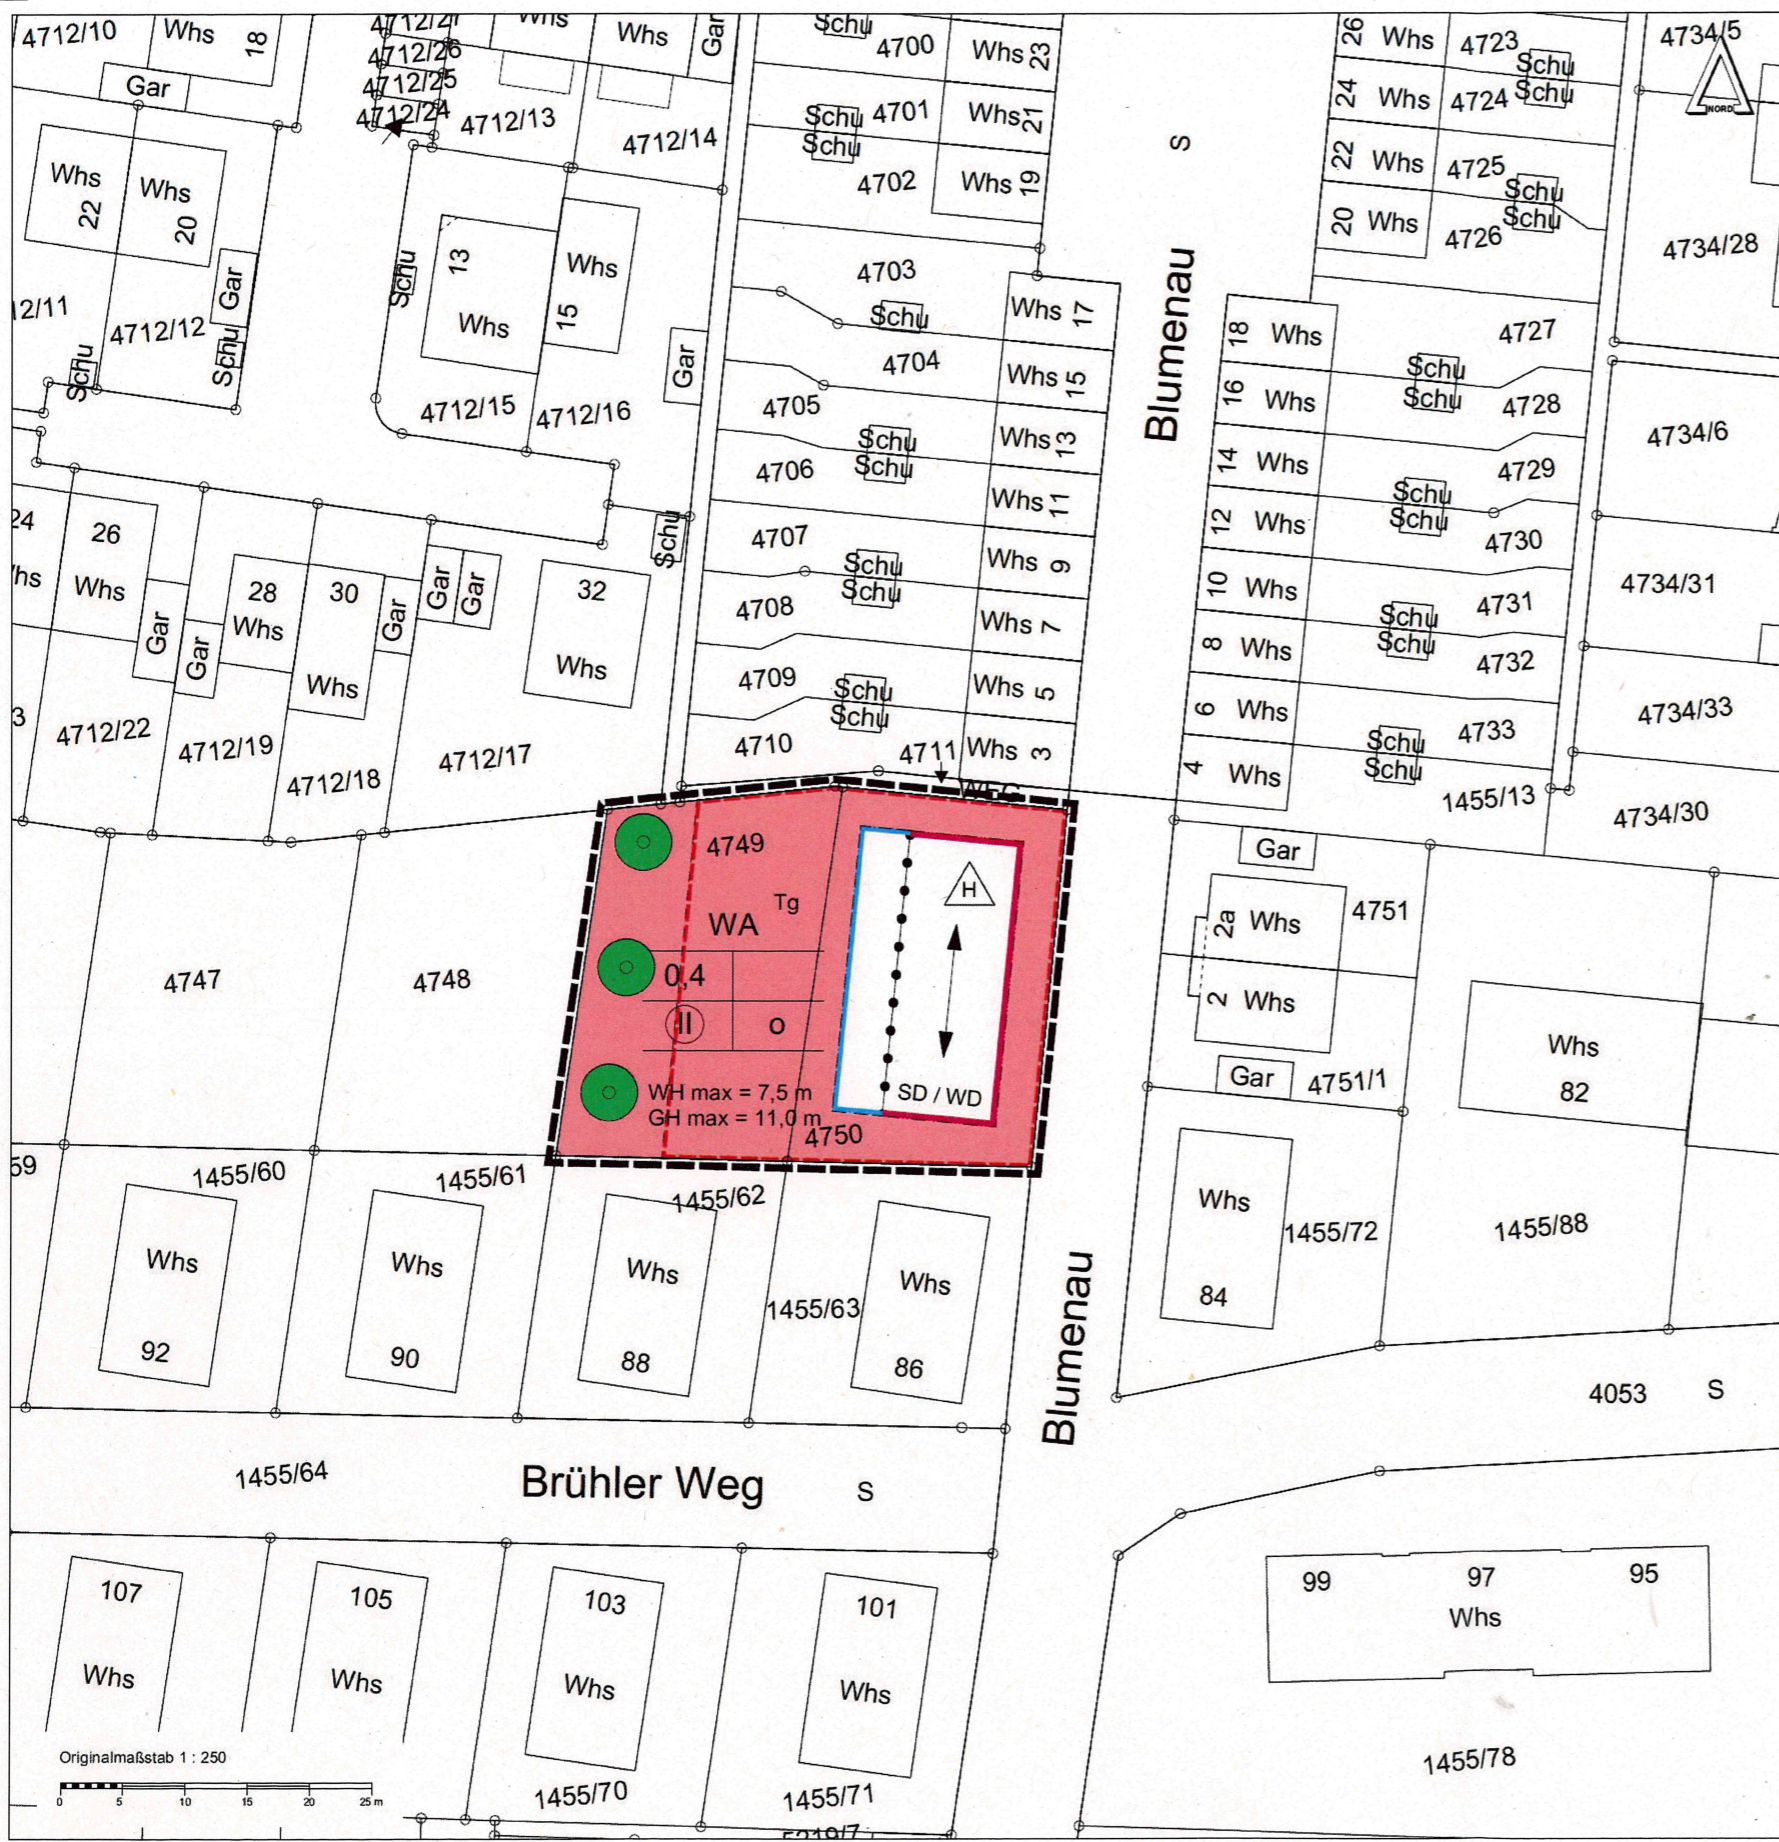 4712/10
Whs
18
Gar
4712/27
4712/26
4712/25
4712/24
Whs
Whs
Gar
4712/13
4712/14
Schu
4700
Whs
23
Schu
4701
Whs
21
Schu
4702
Whs
19
S
26
Whs
4723
Schu
24
Whs
4724
Schu
22
Whs
4725
Schu
20
Whs
4726
Schu
4734/5
NORD
4734/28
Whs
22
Whs
20
Gar
Schu
4712/12
12/11
Schu
Schu
13
Whs
15
Whs
Gar
4712/15
4712/16
4703
Schu
Whs
17
4704
Whs
15
4705
Schu
Whs
13
4706
Schu
Whs
11
4707
Schu
Whs
9
4708
Schu
Whs
7
4709
Schu
Whs
5
4710
Schu
4711
Whs
3
WEG
Blumenau
18
Whs
4727
16
Whs
Schu
4728
Schu
14
Whs
4729
Schu
12
Whs
Schu
4730
10
Whs
4731
Schu
8
Whs
Schu
4732
6
Whs
4733
Schu
4
Whs
Schu
1455/13
4734/6
4734/31
4734/33
4734/30
24
26
Whs
Gar
Gar
28
Whs
30
Whs
Gar
Gar
Gar
32
Whs
Schu
4712/22
4712/19
4712/18
4712/17
4747
4748
4749
Tg
WA
0,4
II
o
WH max = 7,5 m
GH max = 11,0 m
4750
H
SD / WD
Gar
2a
Whs
4751
2
Whs
Gar
4751/1
Whs
82
59
1455/60
1455/61
1455/62
Whs
92
Whs
90
Whs
88
1455/63
Whs
86
Blumenau
Whs
84
1455/72
1455/88
4053
S
1455/64
Brühler Weg
S
107
Whs
105
Whs
103
Whs
101
Whs
99
97
95
Whs
1455/70
1455/71
1455/78
5219/7
Originalmaßstab 1 : 250
0 5 10 15 20 25 m